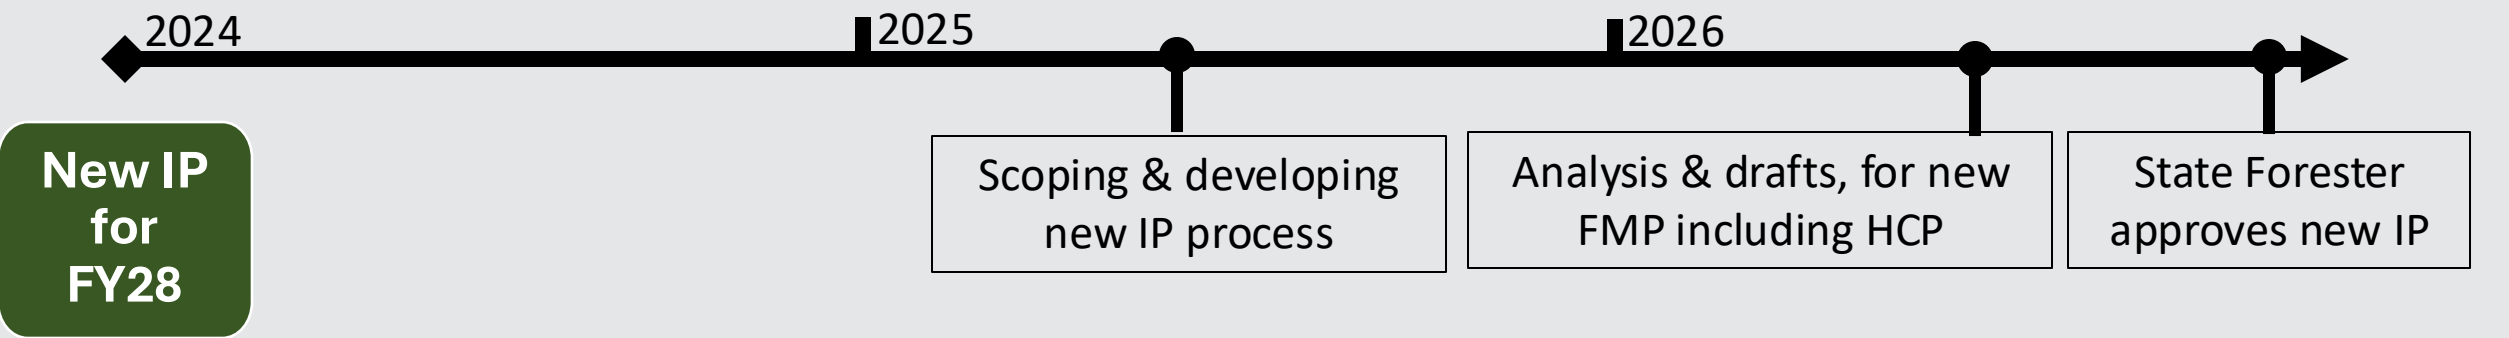 2024
2025
2026
New IP
for
FY28
Scoping & developing
new IP process
Analysis & drafts, for new
FMP including HCP
State Forester
approves new IP